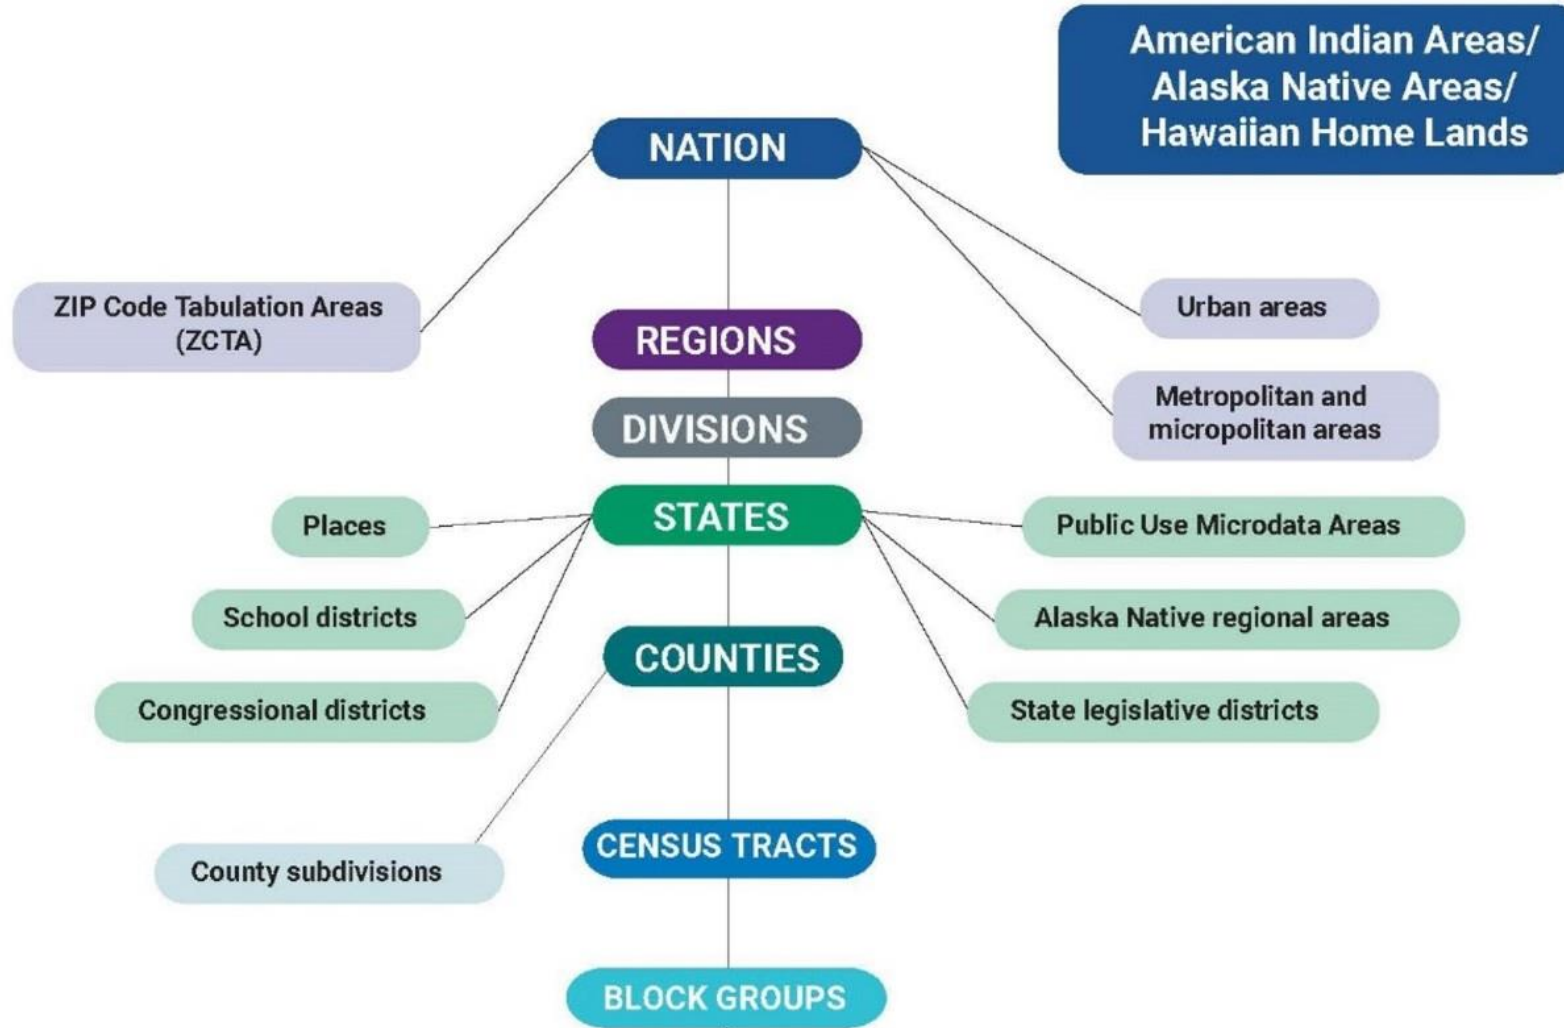 American Indian Areas/
Alaska Native Areas/
Hawaiian Home Lands
NATION
ZIP Code Tabulation Areas
(ZCTA)
Urban areas
REGIONS
Metropolitan and
micropolitan areas
DIVISIONS
STATES
Places
Public Use Microdata Areas
School districts
Alaska Native regional areas
COUNTIES
Congressional districts
State legislative districts
CENSUS TRACTS
County subdivisions
BLOCK GROUPS